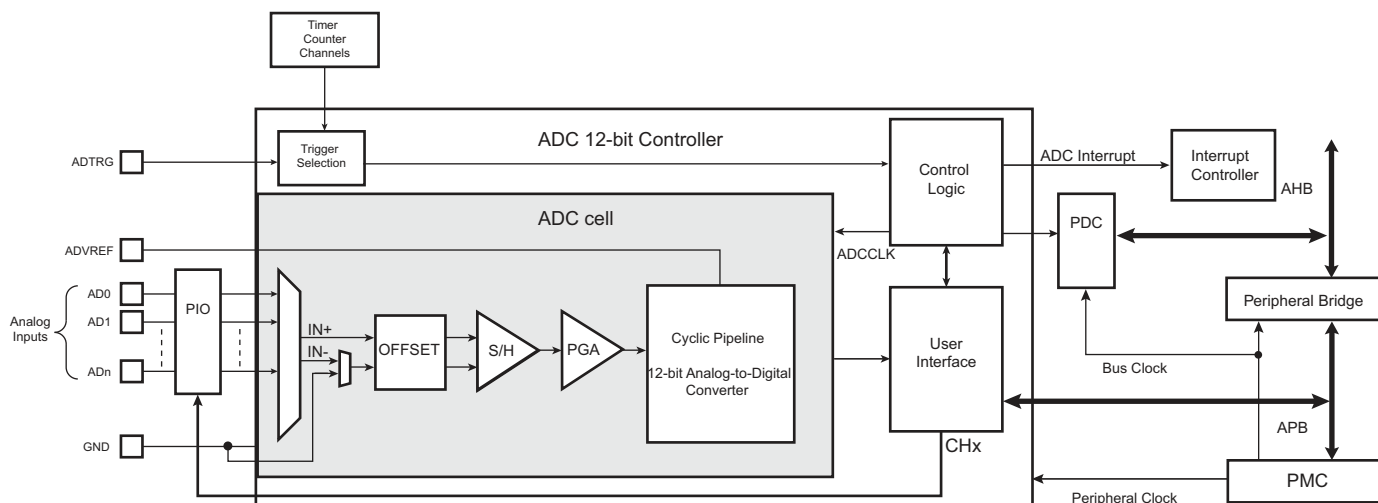 Timer
Counter
Channels
ADC 12-bit Controller
ADTRG
Trigger
Selection
Control
Logic
ADC Interrupt
Interrupt
Controller
AHB
ADC cell
PDC
ADVREF
ADCCLK
Analog
Inputs
AD0
AD1
ADn
PIO
IN+
IN-
OFFSET
S/H
PGA
Cyclic Pipeline
12-bit Analog-to-Digital
Converter
User
Interface
Peripheral Bridge
Bus Clock
APB
GND
CHx
PMC
Peripheral Clock